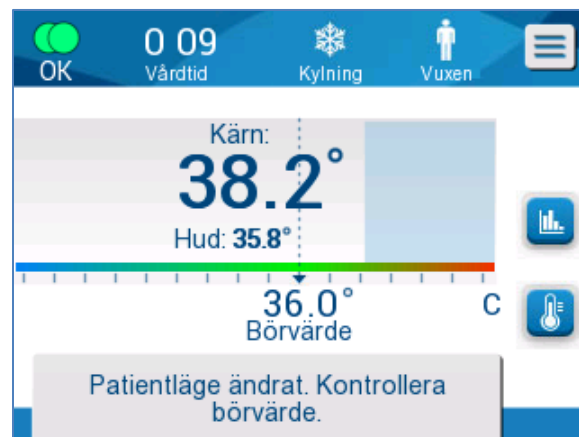 OK
0 09
Vårdtid
Kylning
Vuxen
Kärn:
38.2°
Hud: 35.8°
36.0°
C
Börvärde
Patientläge ändrat. Kontrollera
börvärde.